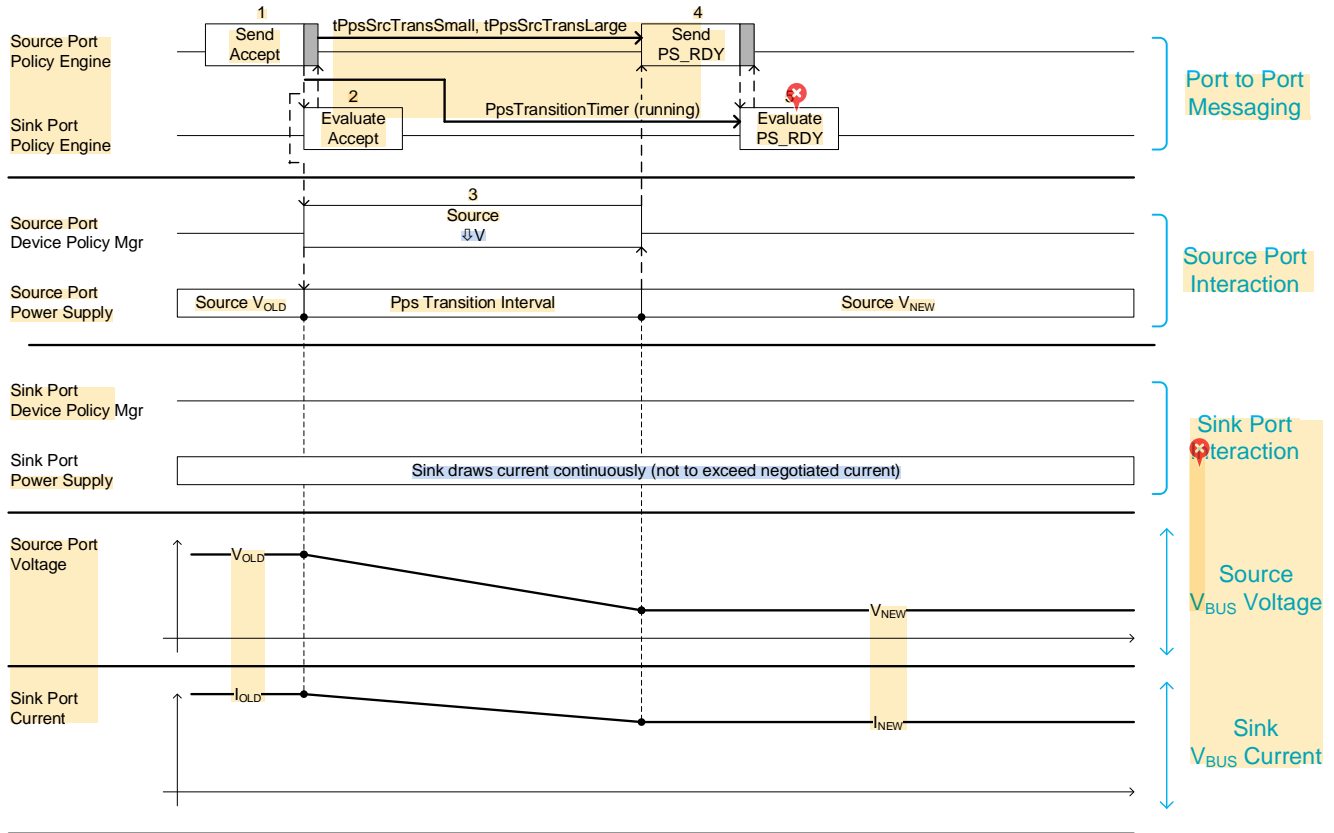 1
4
Send
Accept
tPpsSrcTransSmall, tPpsSrcTransLarge
Send
PS_RDY
Source Port
Policy Engine
Port to Port
Messaging
2
PpsTransitionTimer (running)
Evaluate
Accept
Evaluate
PS_RDY
Sink Port
Policy Engine
3
Source
⇩V
Source Port
Device Policy Mgr
Source Port
Interaction
Source Port
Power Supply
Source VOLD
Pps Transition Interval
Source VNEW
Sink Port
Device Policy Mgr
Sink Port
Interaction
Sink Port
Power Supply
Sink draws current continuously (not to exceed negotiated current)
Source Port
Voltage
VOLD
VNEW
Source
VBUS Voltage
Sink Port
Current
IOLD
INEW
Sink
VBUS Current